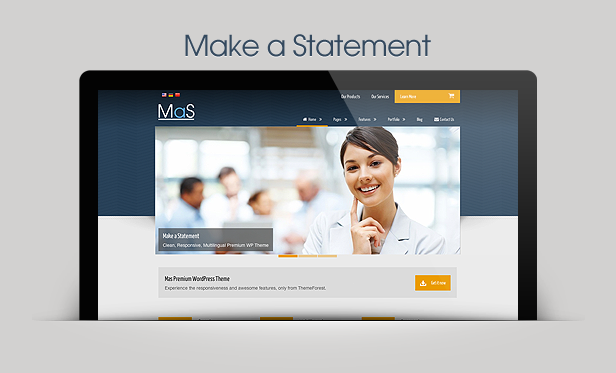 Make a Statement
Our Products Our Services Learn More
MaS
Home Pages Features Portfolio Blog Contact Us
Make a Statement
Clean, Responsive, Multilingual Premium WP Theme
Mas Premium WordPress Theme
Experience the responsiveness and awesome features, only from ThemeForest.
Get it now